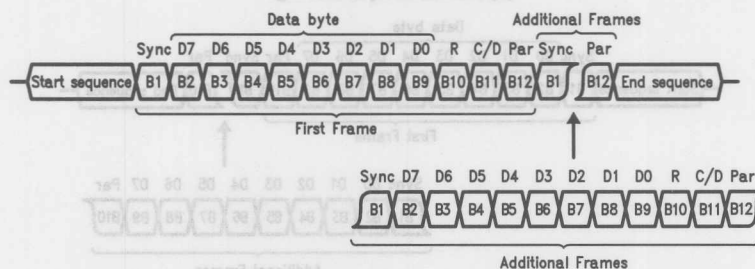 Data byte
Additional Frames
Sync D7 D6 D5 D4 D3 D2 D1 D0 R C/D Par Sync Par
Start sequence B1 B2 B3 B4 B5 B6 B7 B8 B9 B10 B11 B12 B1 B12 End sequence
First Frame
Sync D7 D6 D5 D4 D3 D2 D1 D0 R C/D Par
B1 B2 B3 B4 B5 B6 B7 B8 B9 B10 B11 B12
Additional Frames